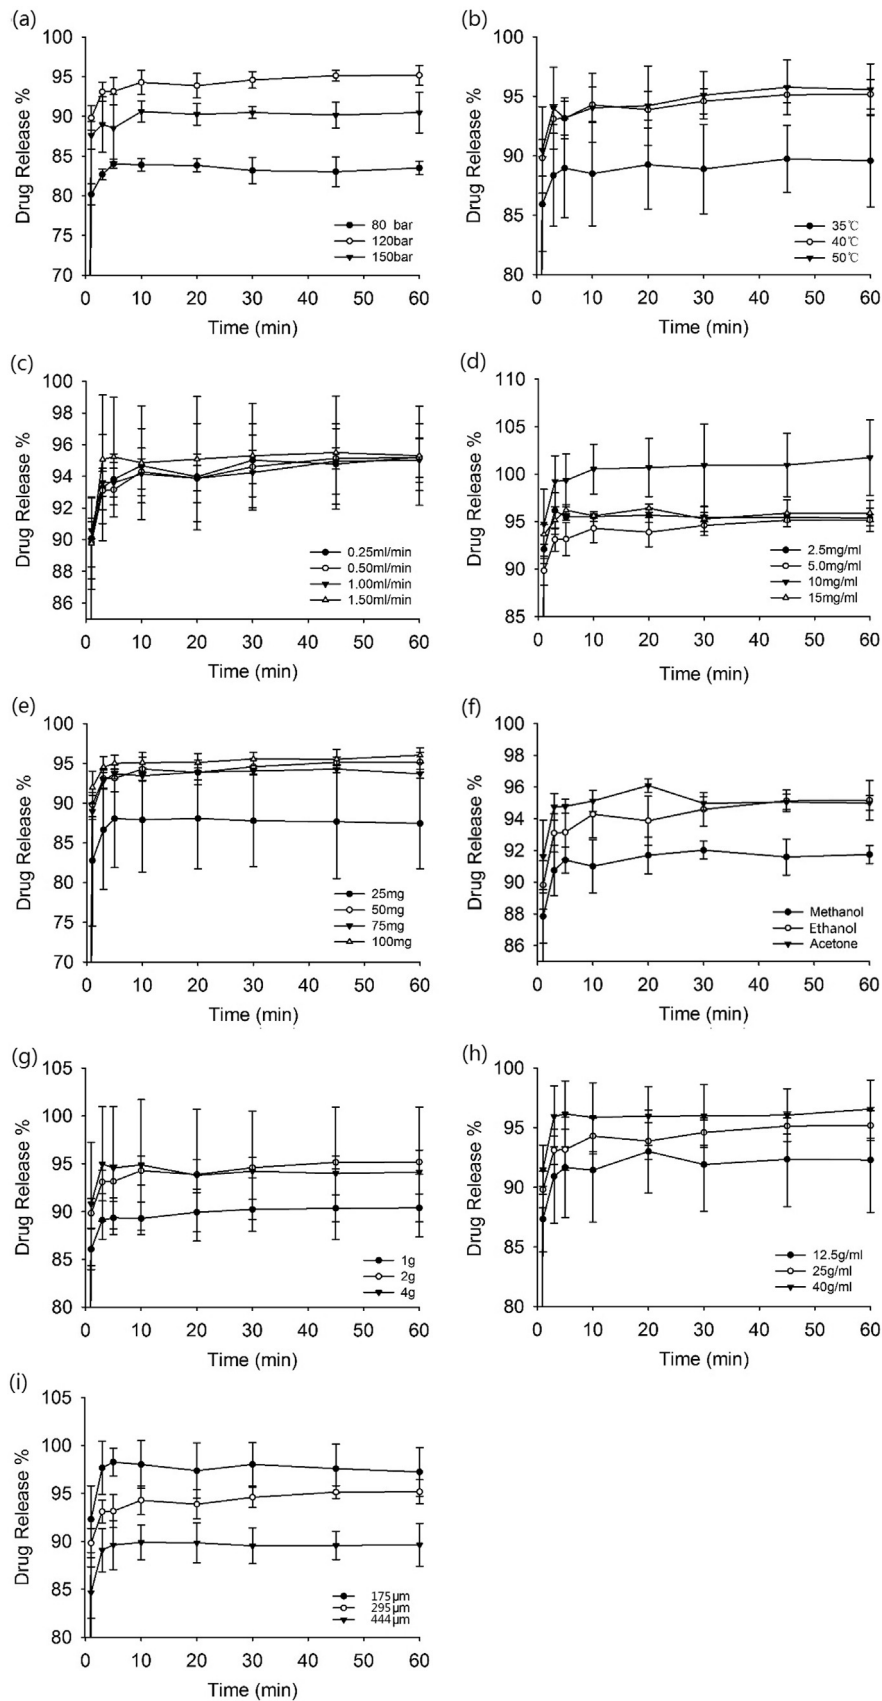 (a)
Drug Release %
100
95
90
85
80
75
70
80 bar
120bar
150bar
0 10 20 30 40 50 60
Time (min)
(b)
Drug Release %
100
95
90
85
80
35℃
40℃
50℃
0 10 20 30 40 50 60
Time (min)
(c)
Drug Release %
100
98
96
94
92
90
88
86
0.25ml/min
0.50ml/min
1.00ml/min
1.50ml/min
0 10 20 30 40 50 60
Time (min)
(d)
Drug Release %
110
105
100
95
90
85
2.5mg/ml
5.0mg/ml
10mg/ml
15mg/ml
0 10 20 30 40 50 60
Time (min)
(e)
Drug Release %
100
95
90
85
80
75
70
25mg
50mg
75mg
100mg
0 10 20 30 40 50 60
Time (min)
(f)
Drug Release %
100
98
96
94
92
90
88
86
Methanol
Ethanol
Acetone
0 10 20 30 40 50 60
Time (min)
(g)
Drug Release %
105
100
95
90
85
80
1g
2g
4g
0 10 20 30 40 50 60
Time (min)
(h)
Drug Release %
100
95
90
85
80
12.5g/ml
25g/ml
40g/ml
0 10 20 30 40 50 60
Time (min)
(i)
Drug Release %
105
100
95
90
85
80
175μm
295μm
444μm
0 10 20 30 40 50 60
Time (min)